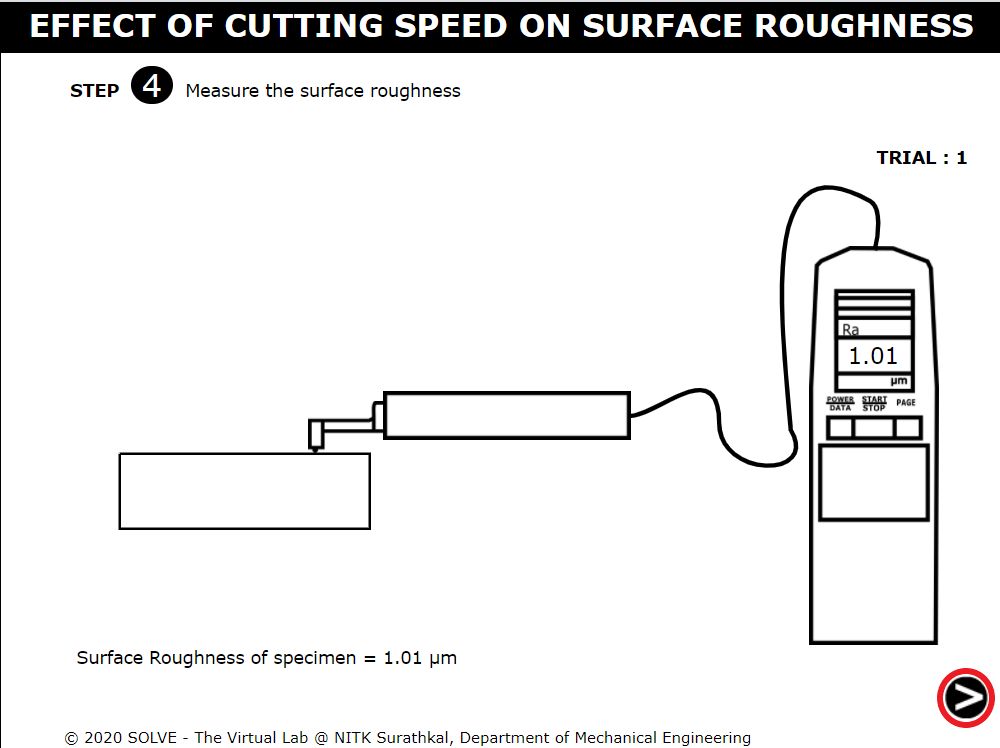 EFFECT OF CUTTING SPEED ON SURFACE ROUGHNESS
STEP 4 Measure the surface roughness
TRIAL : 1
Ra
1.01
µm
POWER START PAGE
DATA STOP
Surface Roughness of specimen = 1.01 µm
© 2020 SOLVE - The Virtual Lab @ NITK Surathkal, Department of Mechanical Engineering